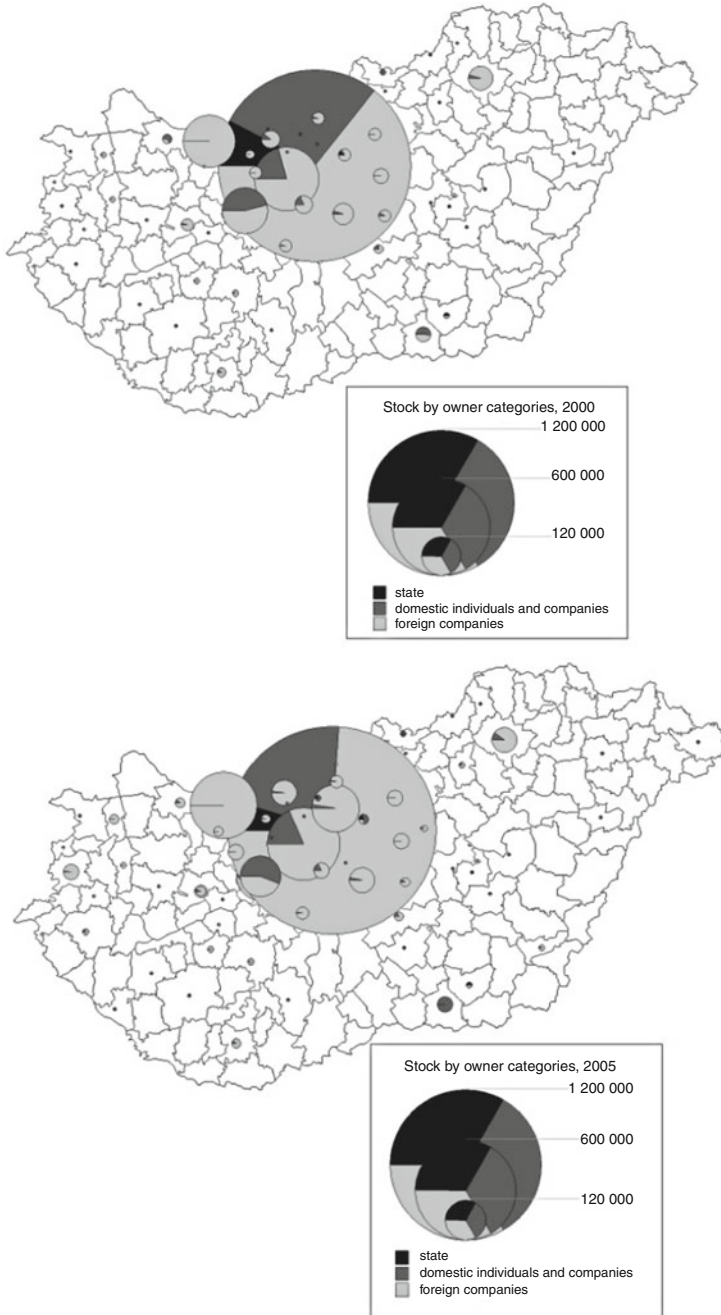 Stock by owner categories, 2000
1 200 000
600 000
120 000
state
domestic individuals and companies
foreign companies
Stock by owner categories, 2005
1 200 000
600 000
120 000
state
domestic individuals and companies
foreign companies